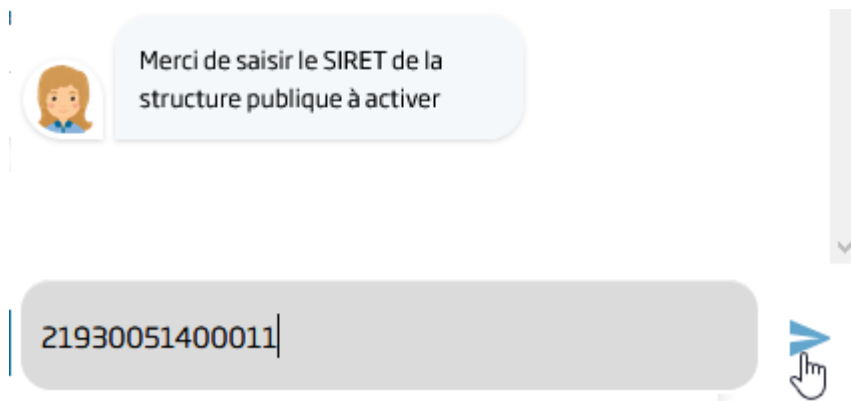 Merci de saisir le SIRET de la
structure publique à activer
21930051400011